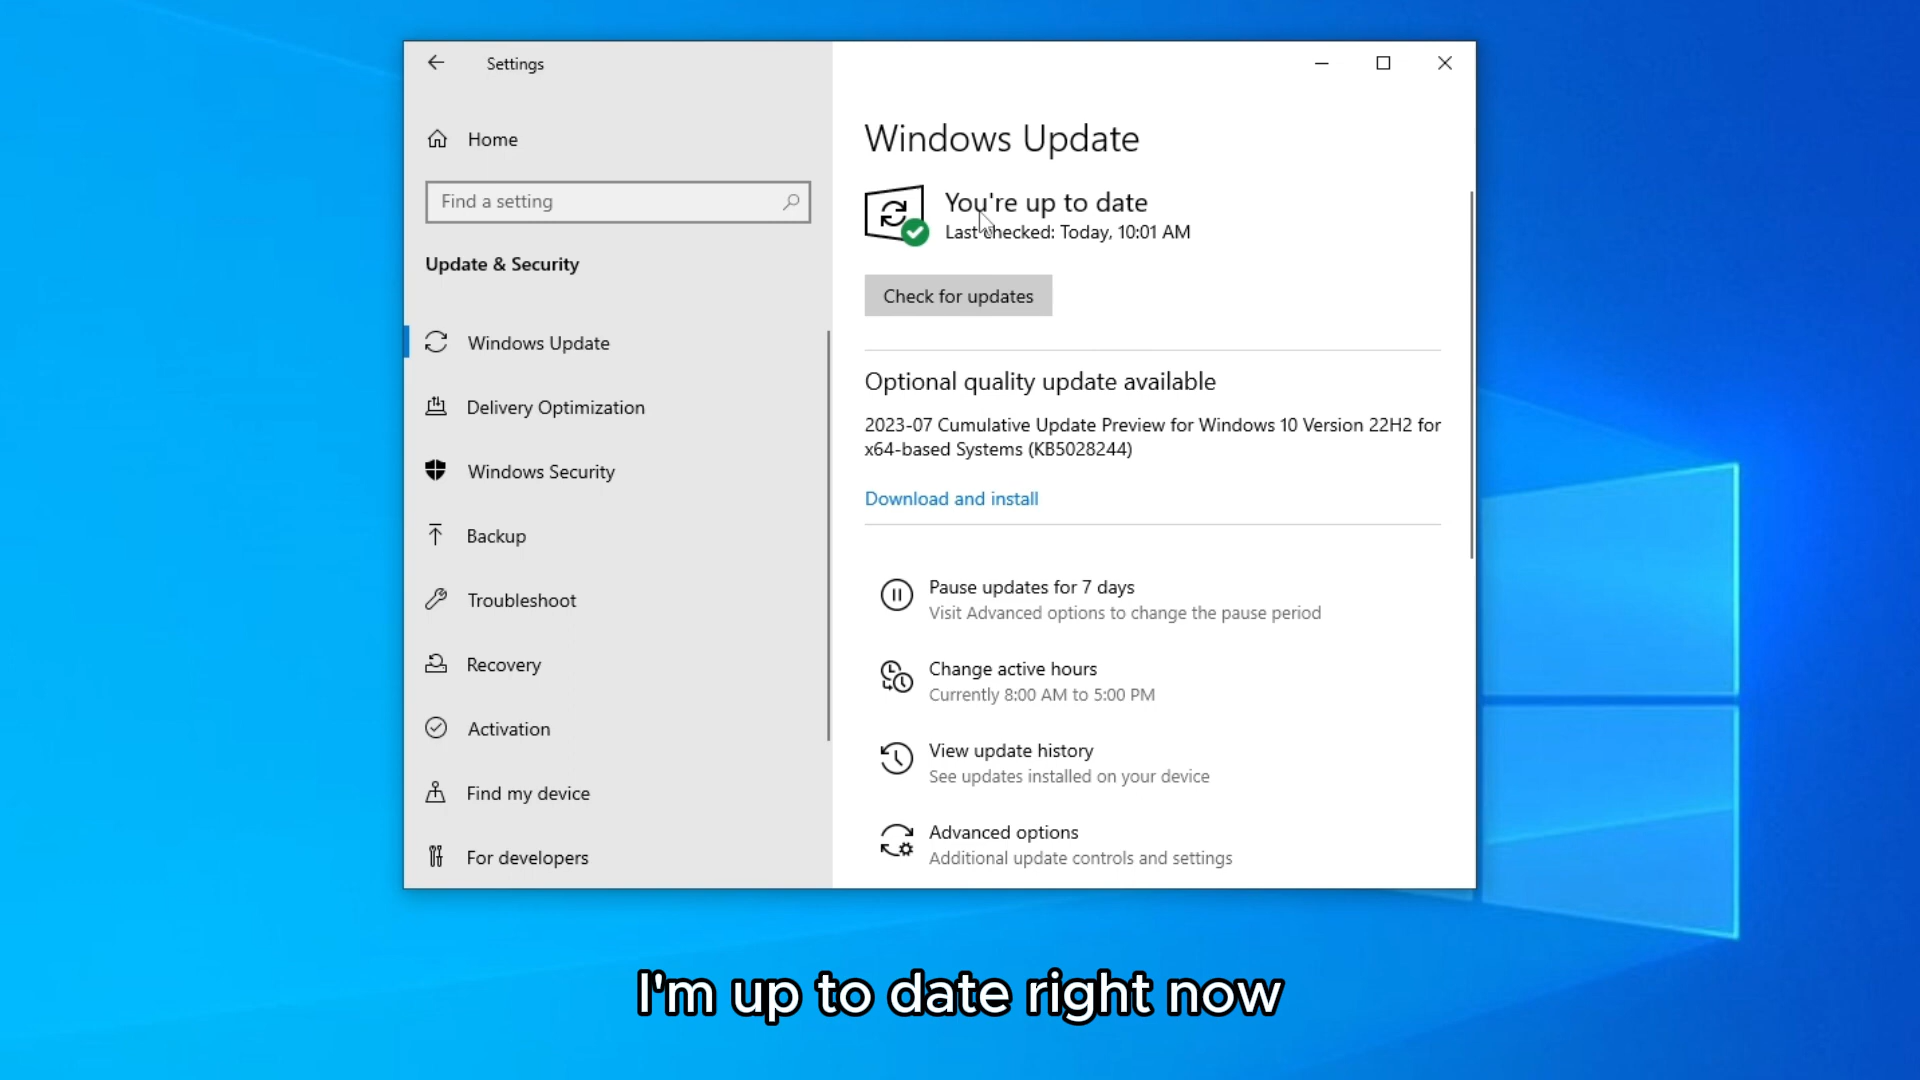 Settings
Home
Find a setting
Update & Security
Windows Update
Delivery Optimization
Windows Security
Backup
Troubleshoot
Recovery
Activation
Find my device
For developers
Windows Update
You're up to date
Last checked: Today, 10:01 AM
Check for updates
Optional quality update available
2023-07 Cumulative Update Preview for Windows 10 Version 22H2 for
x64-based Systems (KB5028244)
Download and install
Pause updates for 7 days
Visit Advanced options to change the pause period
Change active hours
Currently 8:00 AM to 5:00 PM
View update history
See updates installed on your device
Advanced options
Additional update controls and settings
I'm up to date right now